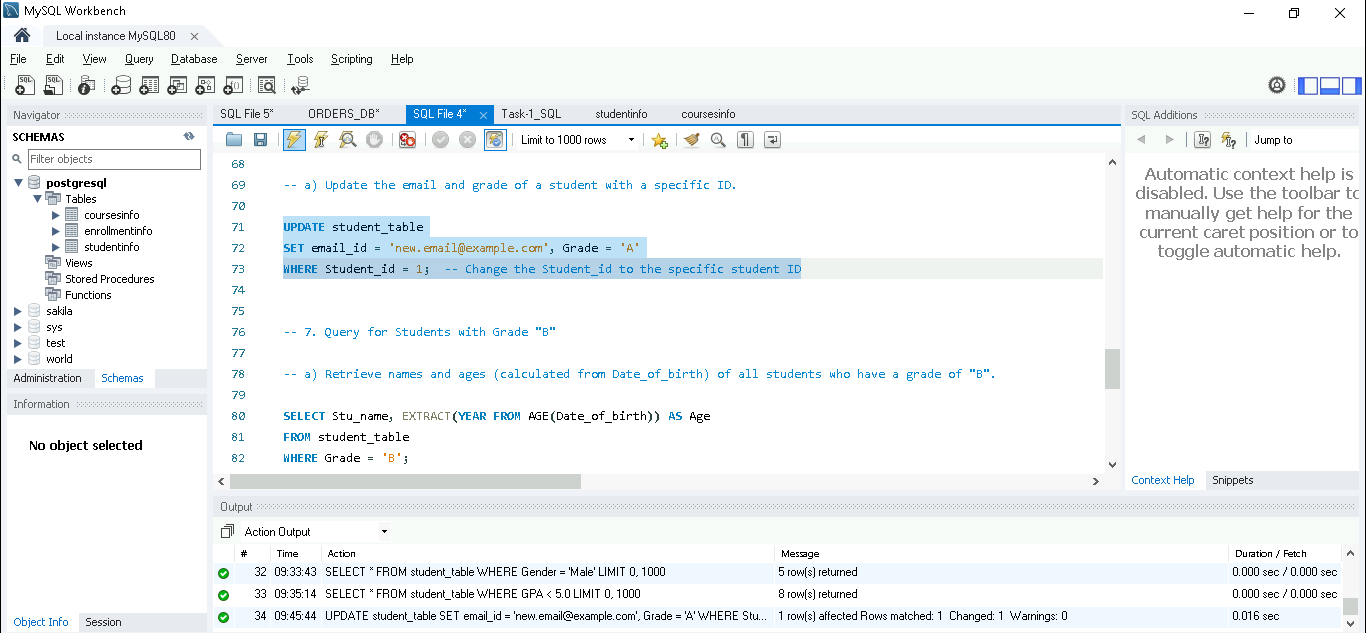 MySQL Workbench
Local instance MySQL80
File Edit View Query Database Server Tools Scripting Help
Navigator
SCHEMAS
Filter objects
postgresql
Tables
coursesinfo
enrollmentinfo
studentinfo
Views
Stored Procedures
Functions
sakila
sys
test
world
Administration Schemas
Information
No object selected
Object Info Session
SQL File 5* ORDERS_DB* SQL File 4* Task-1_SQL studentinfo coursesinfo
Limit to 1000 rows
68
69 -- a) Update the email and grade of a student with a specific ID.
70
71 UPDATE student_table
72 SET email_id = 'new.email@example.com', Grade = 'A'
73 WHERE Student_id = 1; -- Change the Student_id to the specific student ID
74
75
76 -- 7. Query for Students with Grade "B"
77
78 -- a) Retrieve names and ages (calculated from Date_of_birth) of all students who have a grade of "B".
79
80 SELECT Stu_name, EXTRACT(YEAR FROM AGE(Date_of_birth)) AS Age
81 FROM student_table
82 WHERE Grade = 'B';
SQL Additions
Jump to
Automatic context help is
disabled. Use the toolbar to
manually get help for the
current caret position or to
toggle automatic help.
Context Help Snippets
Output
Action Output
# Time Action Message Duration / Fetch
32 09:33:43 SELECT * FROM student_table WHERE Gender = 'Male' LIMIT 0, 1000 5 row(s) returned 0.000 sec / 0.000 sec
33 09:35:14 SELECT * FROM student_table WHERE GPA < 5.0 LIMIT 0, 1000 8 row(s) returned 0.000 sec / 0.000 sec
34 09:45:44 UPDATE student_table SET email_id = 'new.email@example.com', Grade = 'A' WHERE Stu... 1 row(s) affected Rows matched: 1 Changed: 1 Warnings: 0 0.016 sec